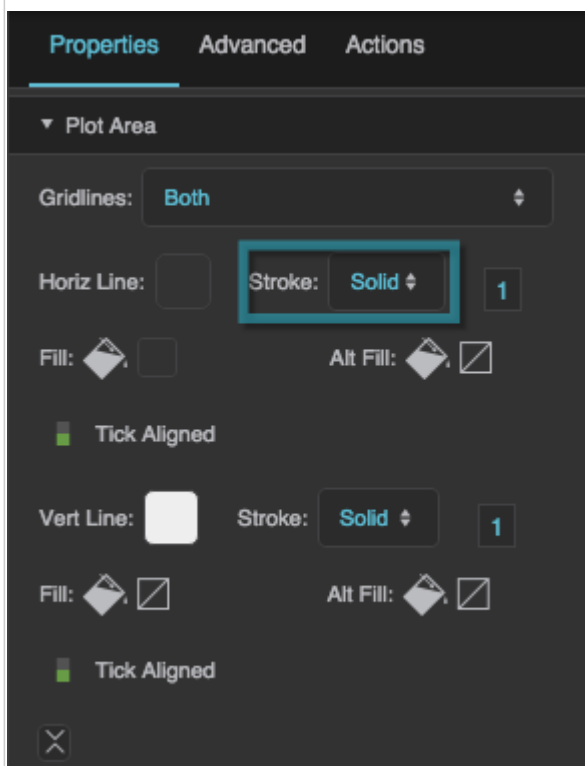 Properties Advanced Actions
Plot Area
Gridlines: Both
Horiz Line: Stroke: Solid 1
Fill: Alt Fill:
Tick Aligned
Vert Line: Stroke: Solid 1
Fill: Alt Fill:
Tick Aligned